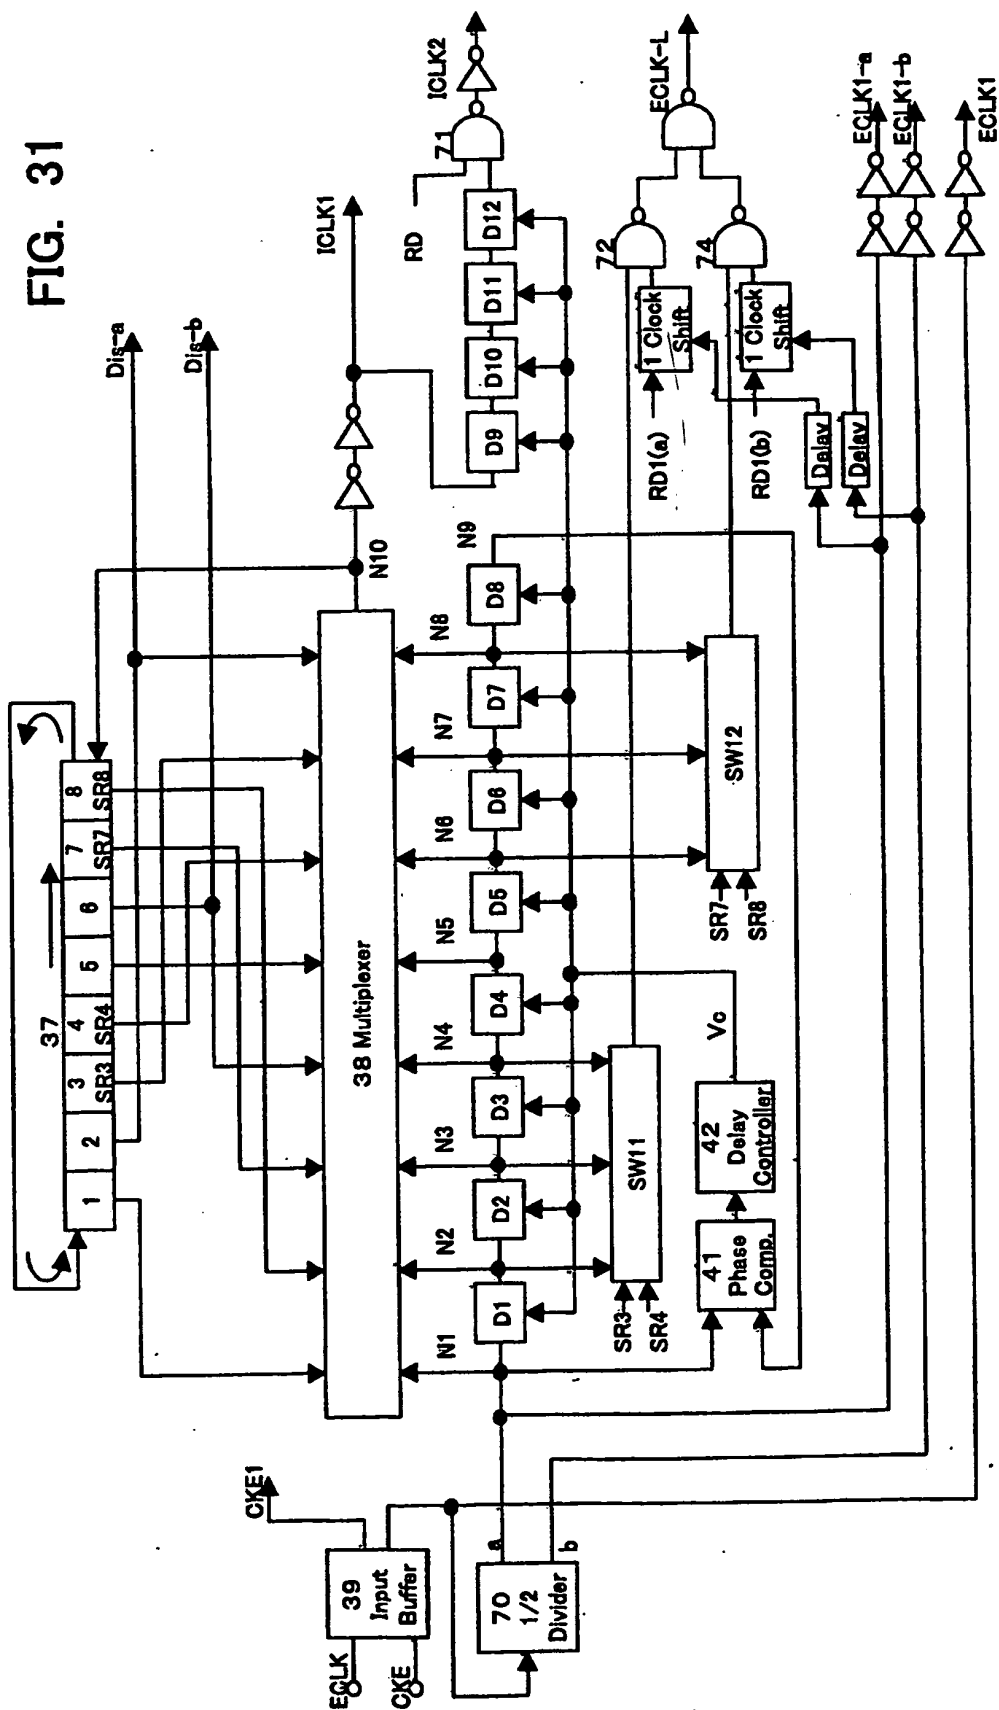 FIG. 31
37
1
2
3
4
5
6
7
8
SR3
SR4
SR7
SR8
Dis-a
Dis-b
CKE1
39
Input
Buffer
ECLK
CKE
38 Multiplexer
N10
ICLK1
N1
N2
N3
N4
N5
N6
N7
N8
N9
D1
D2
D3
D4
D5
D6
D7
D8
D9
D10
D11
D12
RD
71
ICLK2
70
1/2
Divider
a
b
SR3
SR4
SW11
SR7
SR8
SW12
41
Phase
Comp.
42
Delay
Controller
Vc
RD1(a)
1 Clock
Shift
72
RD1(b)
1 Clock
Shift
74
ECLK-L
Delay
Delay
ECLK1-a
ECLK1-b
ECLK1